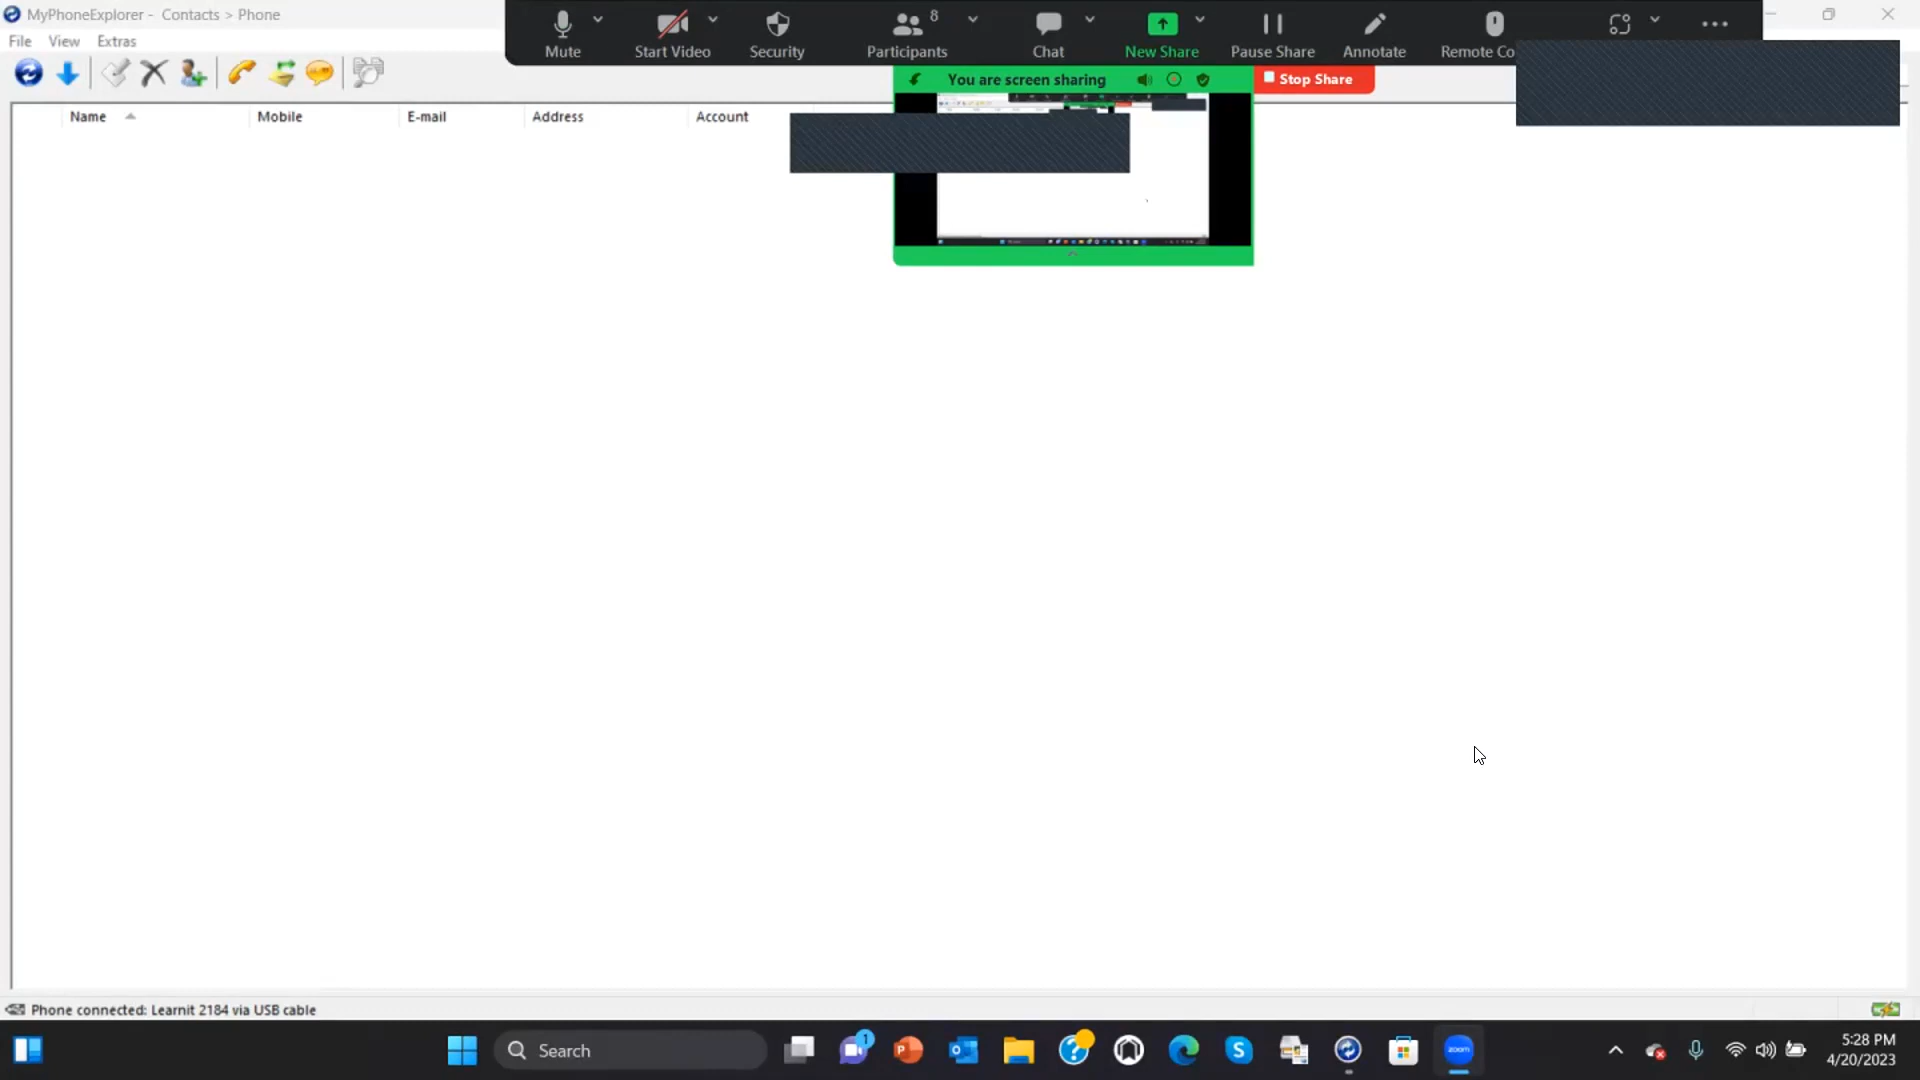 MyPhoneExplorer - Contacts > Phone
File View Extras
Mute Start Video Security Participants 8 Chat New Share Pause Share Annotate Remote Co
You are screen sharing Stop Share
Name Mobile E-mail Address Account
Phone connected: Learnit 2184 via USB cable
Search
1
zoom
5:28 PM
4/20/2023